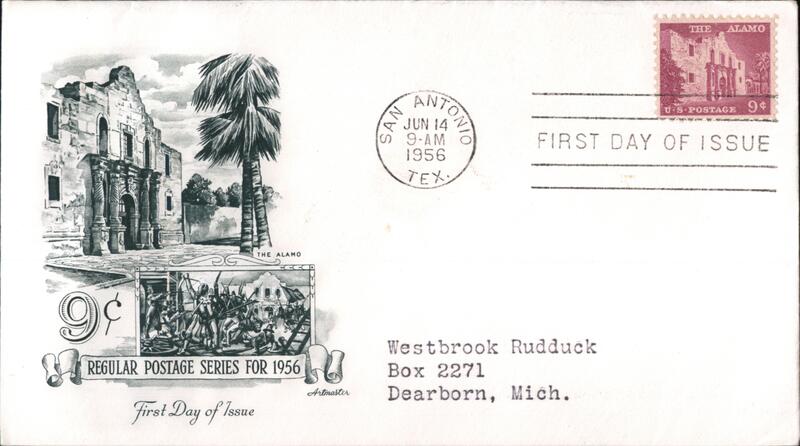 THE ALAMO
U·S·POSTAGE 9¢
SAN ANTONIO
JUN 14
9-AM
1956
TEX.
FIRST DAY OF ISSUE
THE ALAMO
9¢
REGULAR POSTAGE SERIES FOR 1956
Artmaster
First Day of Issue
Westbrook Rudduck
Box 2271
Dearborn, Mich.